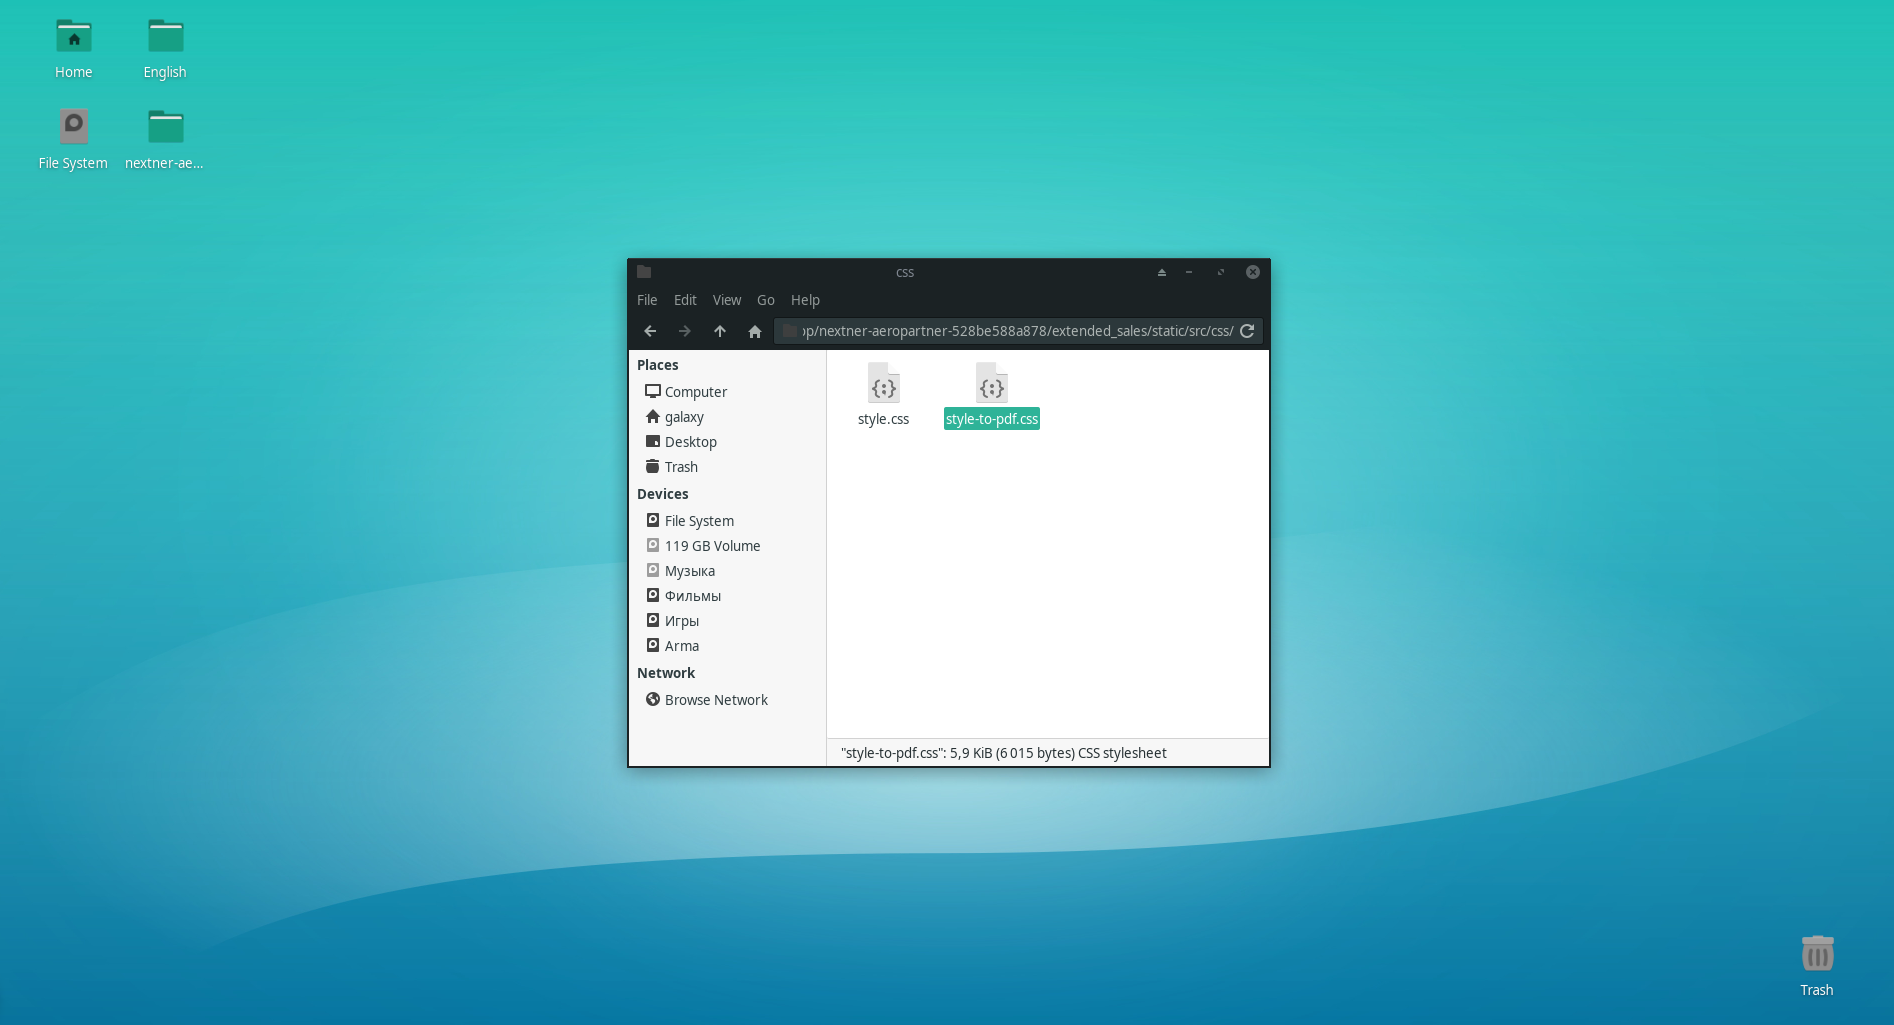 Home
English
File System
nextner-ae...
css
File Edit View Go Help
op/nextner-aeropartner-528be588a878/extended_sales/static/src/css/
Places
Computer
galaxy
Desktop
Trash
Devices
File System
119 GB Volume
Музыка
Фильмы
Игры
Arma
Network
Browse Network
style.css
style-to-pdf.css
"style-to-pdf.css": 5,9 KiB (6 015 bytes) CSS stylesheet
Trash